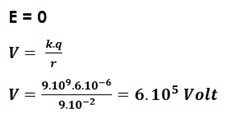 E = 0
V = k.q / r
V = 9.10⁹.6.10⁻⁶ / 9.10⁻² = 6.10⁵ Volt